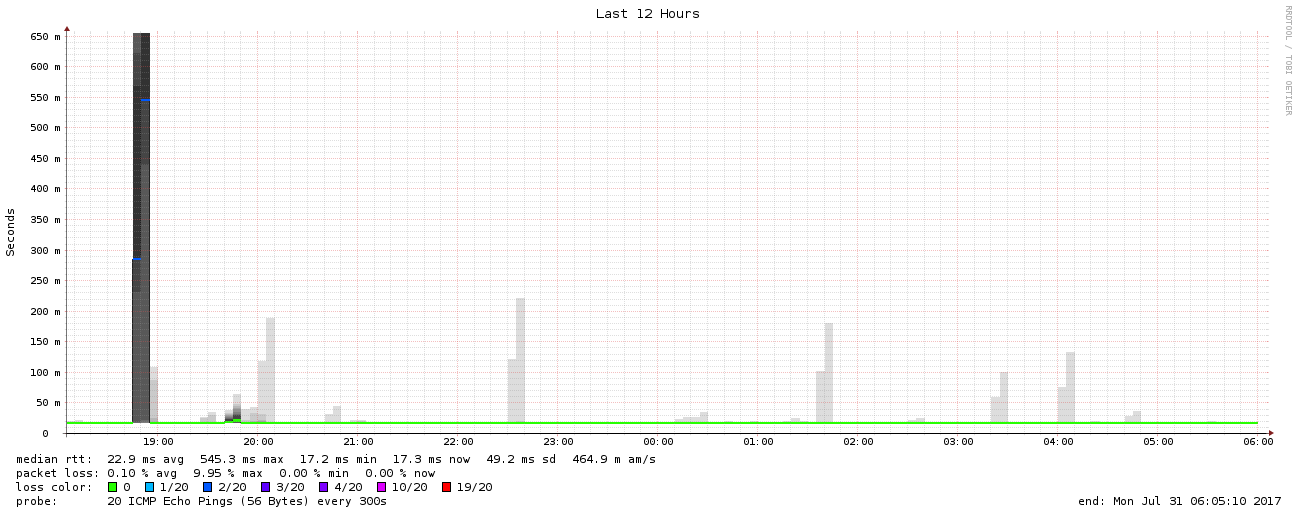 Last 12 Hours
RRDTOOL / TOBI OETIKER
Seconds
650 m
600 m
550 m
500 m
450 m
400 m
350 m
300 m
250 m
200 m
150 m
100 m
50 m
0
19:00 20:00 21:00 22:00 23:00 00:00 01:00 02:00 03:00 04:00 05:00 06:00
median rtt: 22.9 ms avg 545.3 ms max 17.2 ms min 17.3 ms now 49.2 ms sd 464.9 m am/s
packet loss: 0.10 % avg 9.95 % max 0.00 % min 0.00 % now
loss color: 0 1/20 2/20 3/20 4/20 10/20 19/20
probe: 20 ICMP Echo Pings (56 Bytes) every 300s end: Mon Jul 31 06:05:10 2017